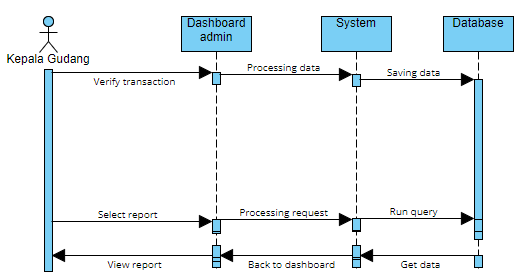 Dashboard
admin
System
Database
Kepala Gudang
Processing data
Saving data
Verify transaction
Select report
Processing request
Run query
View report
Back to dashboard
Get data